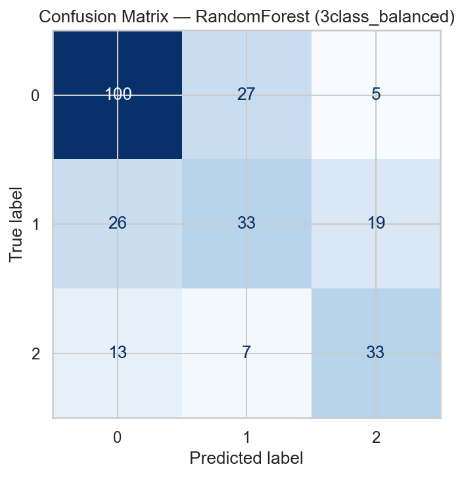 Confusion Matrix — RandomForest (3class_balanced)
True label
0 100 27 5
1 26 33 19
2 13 7 33
0 1 2
Predicted label